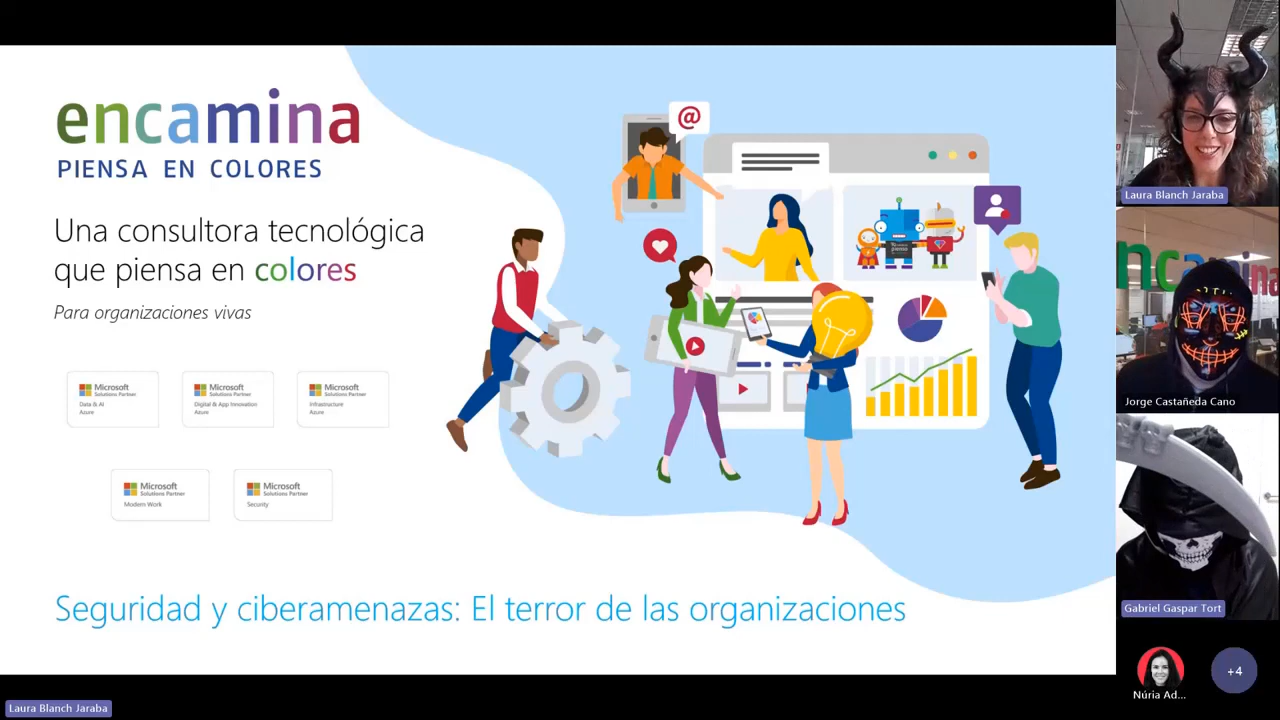 encamina
PIENSA EN COLORES
Una consultora tecnológica
que piensa en colores
Para organizaciones vivas
Microsoft
Solutions Partner
Data & AI
Azure
Microsoft
Solutions Partner
Digital & App Innovation
Azure
Microsoft
Solutions Partner
Infrastructure
Azure
Microsoft
Solutions Partner
Modern Work
Microsoft
Solutions Partner
Security
@
Seguridad y ciberamenazas: El terror de las organizaciones
Laura Blanch Jaraba
Jorge Castañeda Cano
Gabriel Gaspar Tort
Núria Ad...
+4
Laura Blanch Jaraba